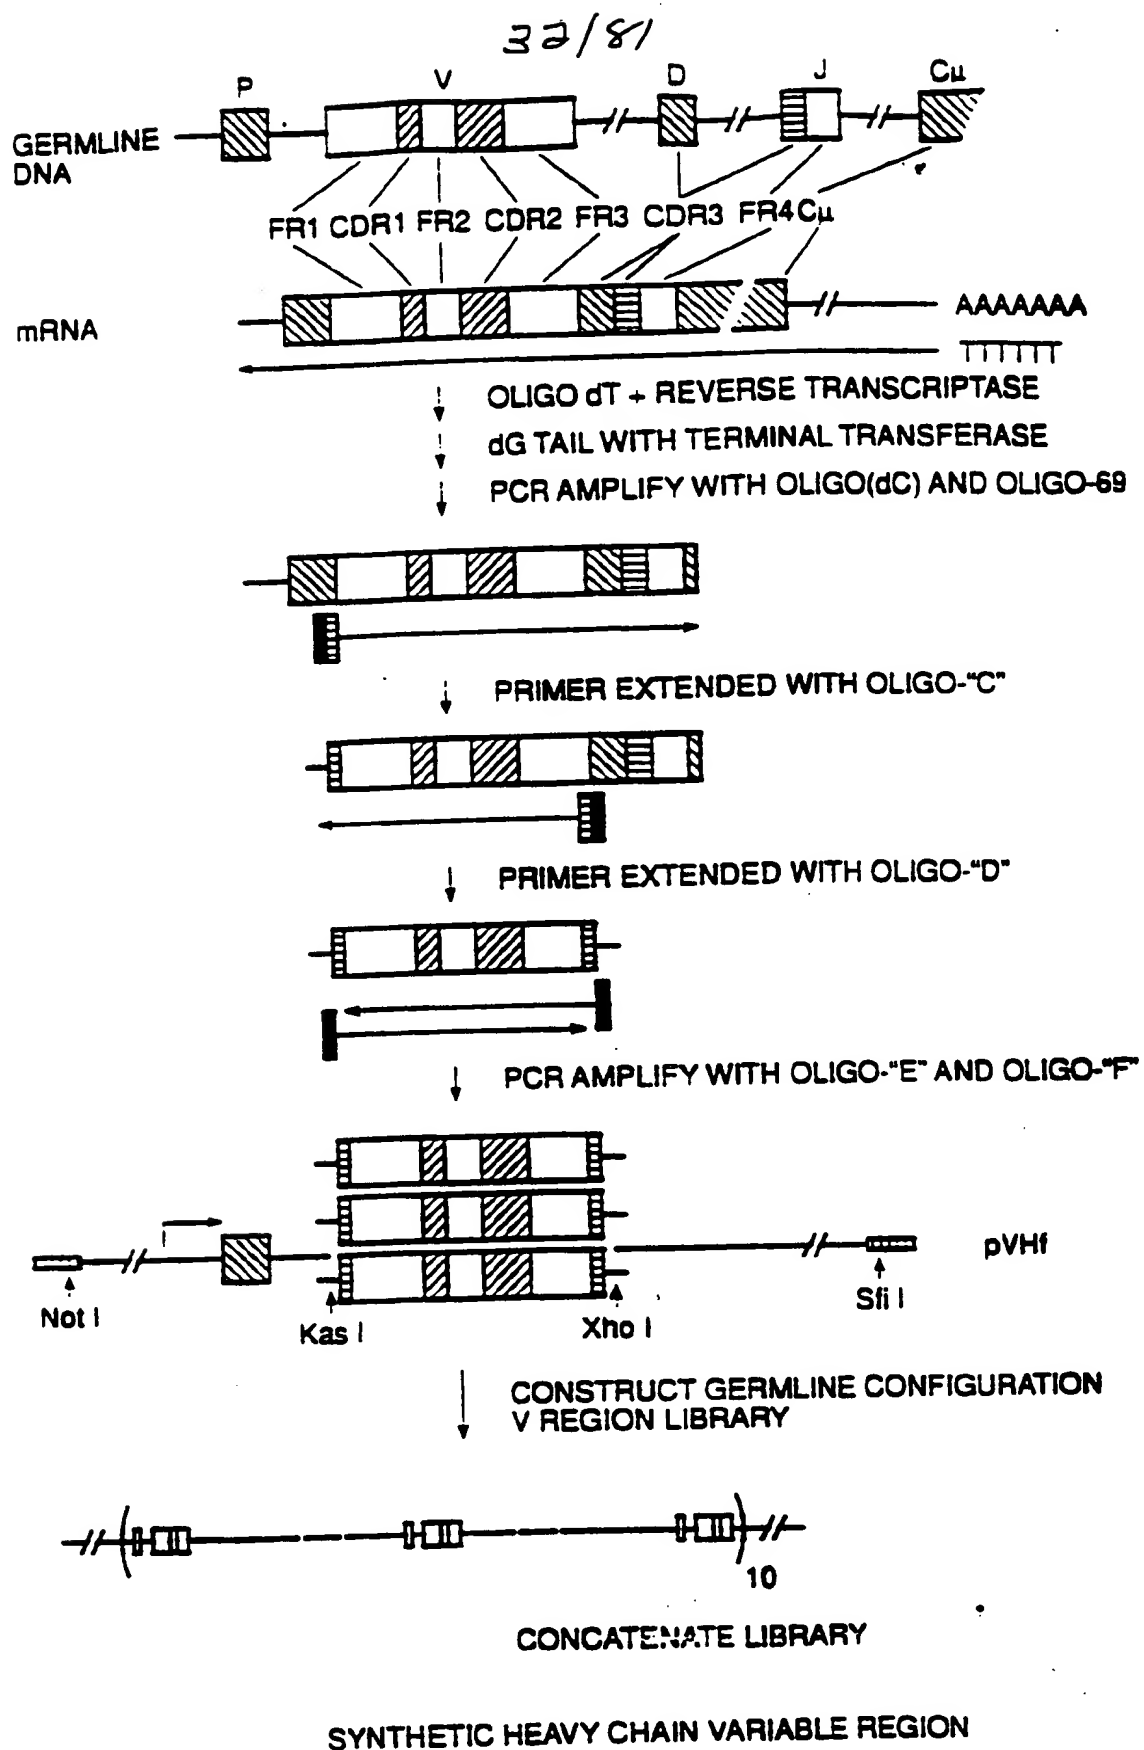 32/81
P V D J Cμ
GERMLINE
DNA
FR1 CDR1 FR2 CDR2 FR3 CDR3 FR4 Cμ
mRNA
AAAAAAA
TTTTTT
OLIGO dT + REVERSE TRANSCRIPTASE
dG TAIL WITH TERMINAL TRANSFERASE
PCR AMPLIFY WITH OLIGO(dC) AND OLIGO-69
PRIMER EXTENDED WITH OLIGO-"C"
PRIMER EXTENDED WITH OLIGO-"D"
PCR AMPLIFY WITH OLIGO-"E" AND OLIGO-"F"
pVHf
Not I
Kas I
Xho I
Sfi I
CONSTRUCT GERMLINE CONFIGURATION
V REGION LIBRARY
10
CONCATENATE LIBRARY
SYNTHETIC HEAVY CHAIN VARIABLE REGION